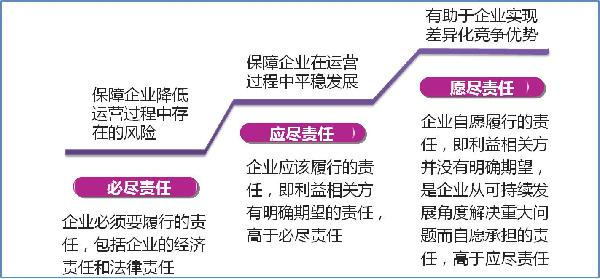 保障企业降低
运营过程中存
在的风险
必尽责任
企业必须要履行的责
任，包括企业的经济
责任和法律责任
保障企业在运营
过程中平稳发展
应尽责任
企业应该履行的责
任，即利益相关方
有明确期望的责任，
高于必尽责任
有助于企业实现
差异化竞争优势
愿尽责任
企业自愿履行的责
任，即利益相关方
并没有明确期望，
是企业从可持续发
展角度解决重大问
题而自愿承担的责
任，高于应尽责任